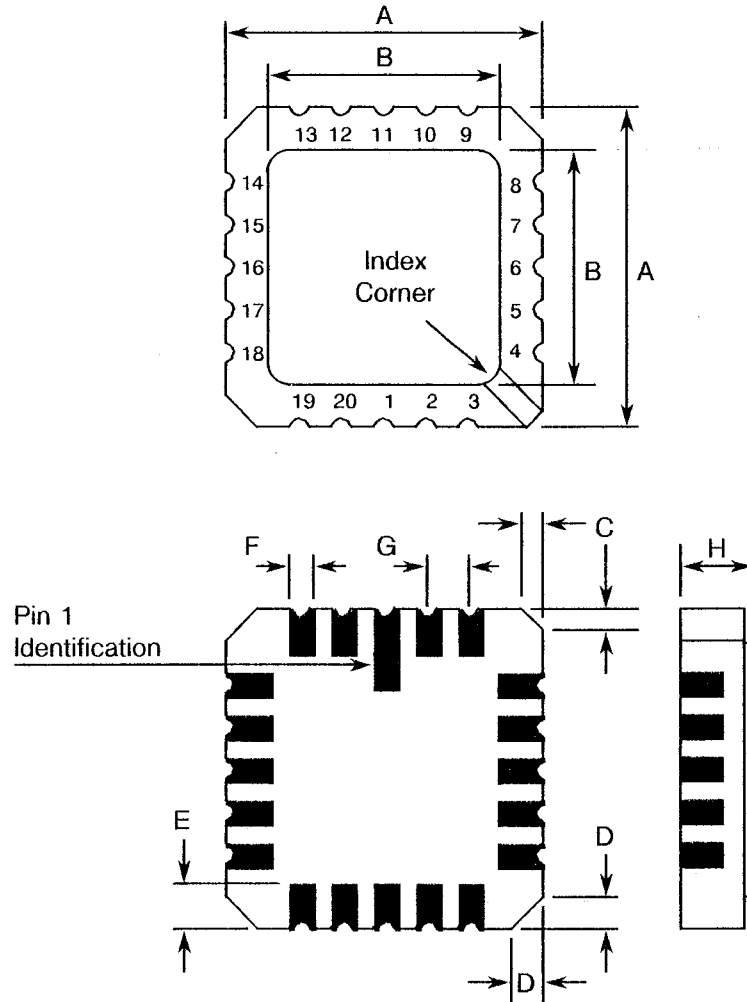 A
B
13 12 11 10 9
14 8
15 7
16 6
17 5
18 4
Index
Corner
B A
19 20 1 2 3
C
F G H
Pin 1
Identification
E D
D